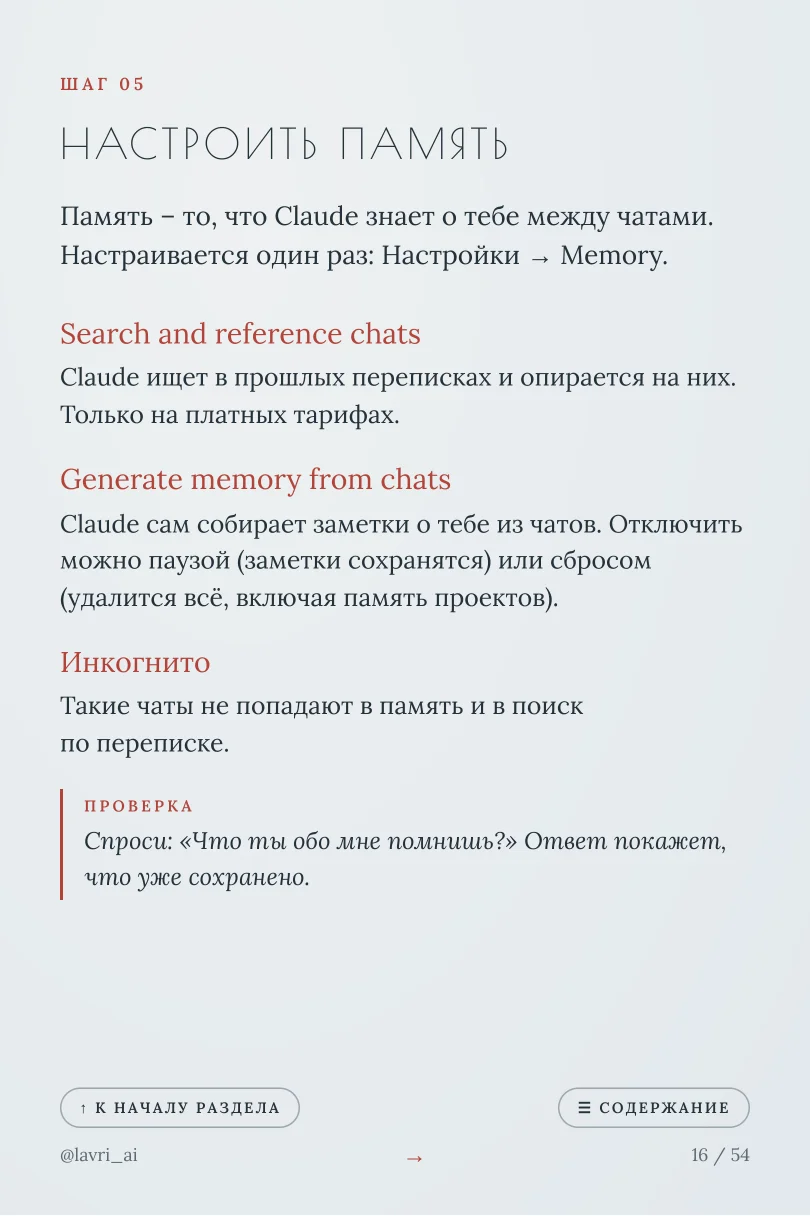 ШАГ 05
НАСТРОИТЬ ПАМЯТЬ
Память – то, что Claude знает о тебе между чатами.
Настраивается один раз: Настройки → Memory.
Search and reference chats
Claude ищет в прошлых переписках и опирается на них.
Только на платных тарифах.
Generate memory from chats
Claude сам собирает заметки о тебе из чатов. Отключить
можно паузой (заметки сохранятся) или сбросом
(удалится всё, включая память проектов).
Инкогнито
Такие чаты не попадают в память и в поиск
по переписке.
ПРОВЕРКА
Спроси: «Что ты обо мне помнишь?» Ответ покажет,
что уже сохранено.
↑ К НАЧАЛУ РАЗДЕЛА
☰ СОДЕРЖАНИЕ
@lavri_ai
→
16 / 54